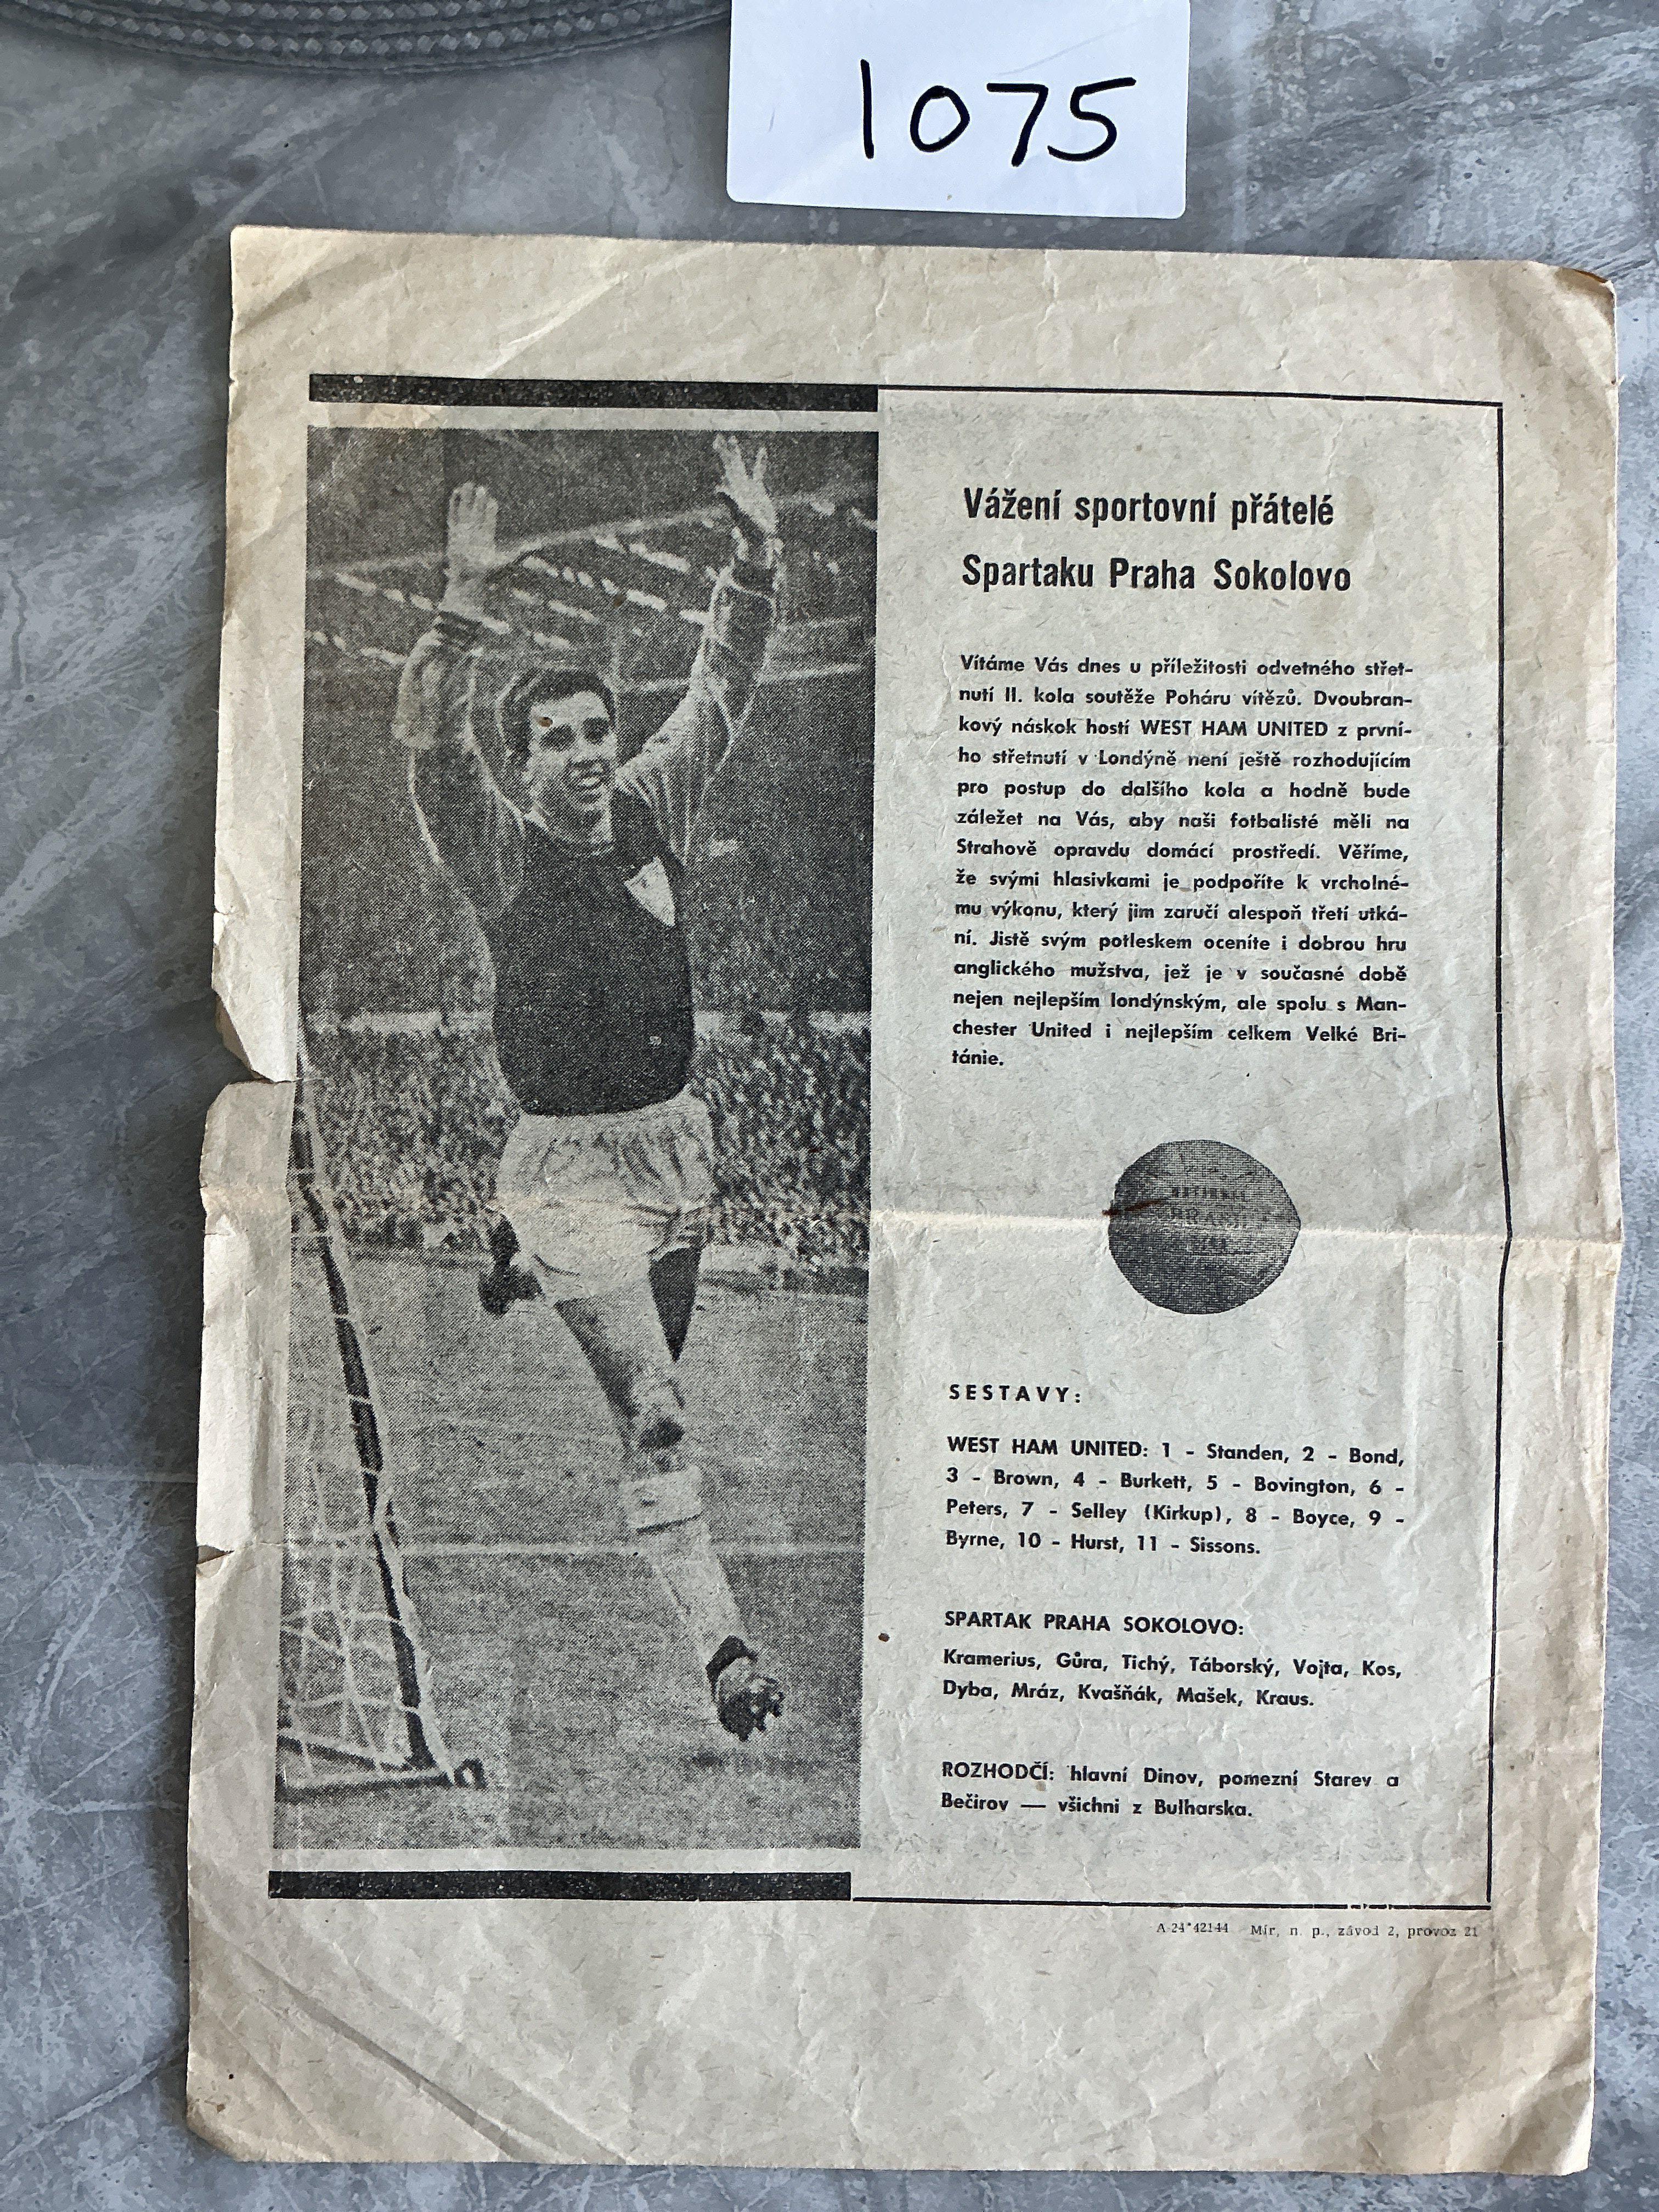 1075
Vážení sportovní přátelé
Spartaku Praha Sokolovo
Vítáme Vás dnes u příležitosti odvetného střet-
nutí II. kola soutěže Poháru vítězů. Dvoubran-
kový náskok hostí WEST HAM UNITED z první-
ho střetnutí v Londýně není ještě rozhodujícím
pro postup do dalšího kola a hodně bude
záležet na Vás, aby naši fotbalisté měli na
Strahově opravdu domácí prostředí. Věříme,
že svými hlasivkami je podpoříte k vrcholné-
mu výkonu, který jim zaručí alespoň třetí utká-
ní. Jistě svým potleskem oceníte i dobrou hru
anglického mužstva, jež je v současné době
nejen nejlepším londýnským, ale spolu s Man-
chester United i nejlepším celkem Velké Bri-
tánie.
SESTAVY:
WEST HAM UNITED: 1 - Standen, 2 - Bond,
3 - Brown, 4 - Burkett, 5 - Bovington, 6 -
Peters, 7 - Selley (Kirkup), 8 - Boyce, 9 -
Byrne, 10 - Hurst, 11 - Sissons.
SPARTAK PRAHA SOKOLOVO:
Kramerius, Gůra, Tichý, Táborský, Vojta, Kos,
Dyba, Mráz, Kvašňák, Mašek, Kraus.
ROZHODČÍ: hlavní Dinov, pomezní Starev a
Bečirov — všichni z Bulharska.
A-24*42144 Mír, n. p., závod 2, provoz 21